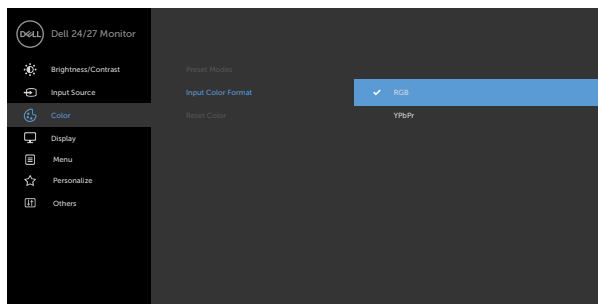 DELL
Dell 24/27 Monitor
Brightness/Contrast
Preset Modes
Input Source
Input Color Format
RGB
Color
Reset Color
YPbPr
Display
Menu
Personalize
Others